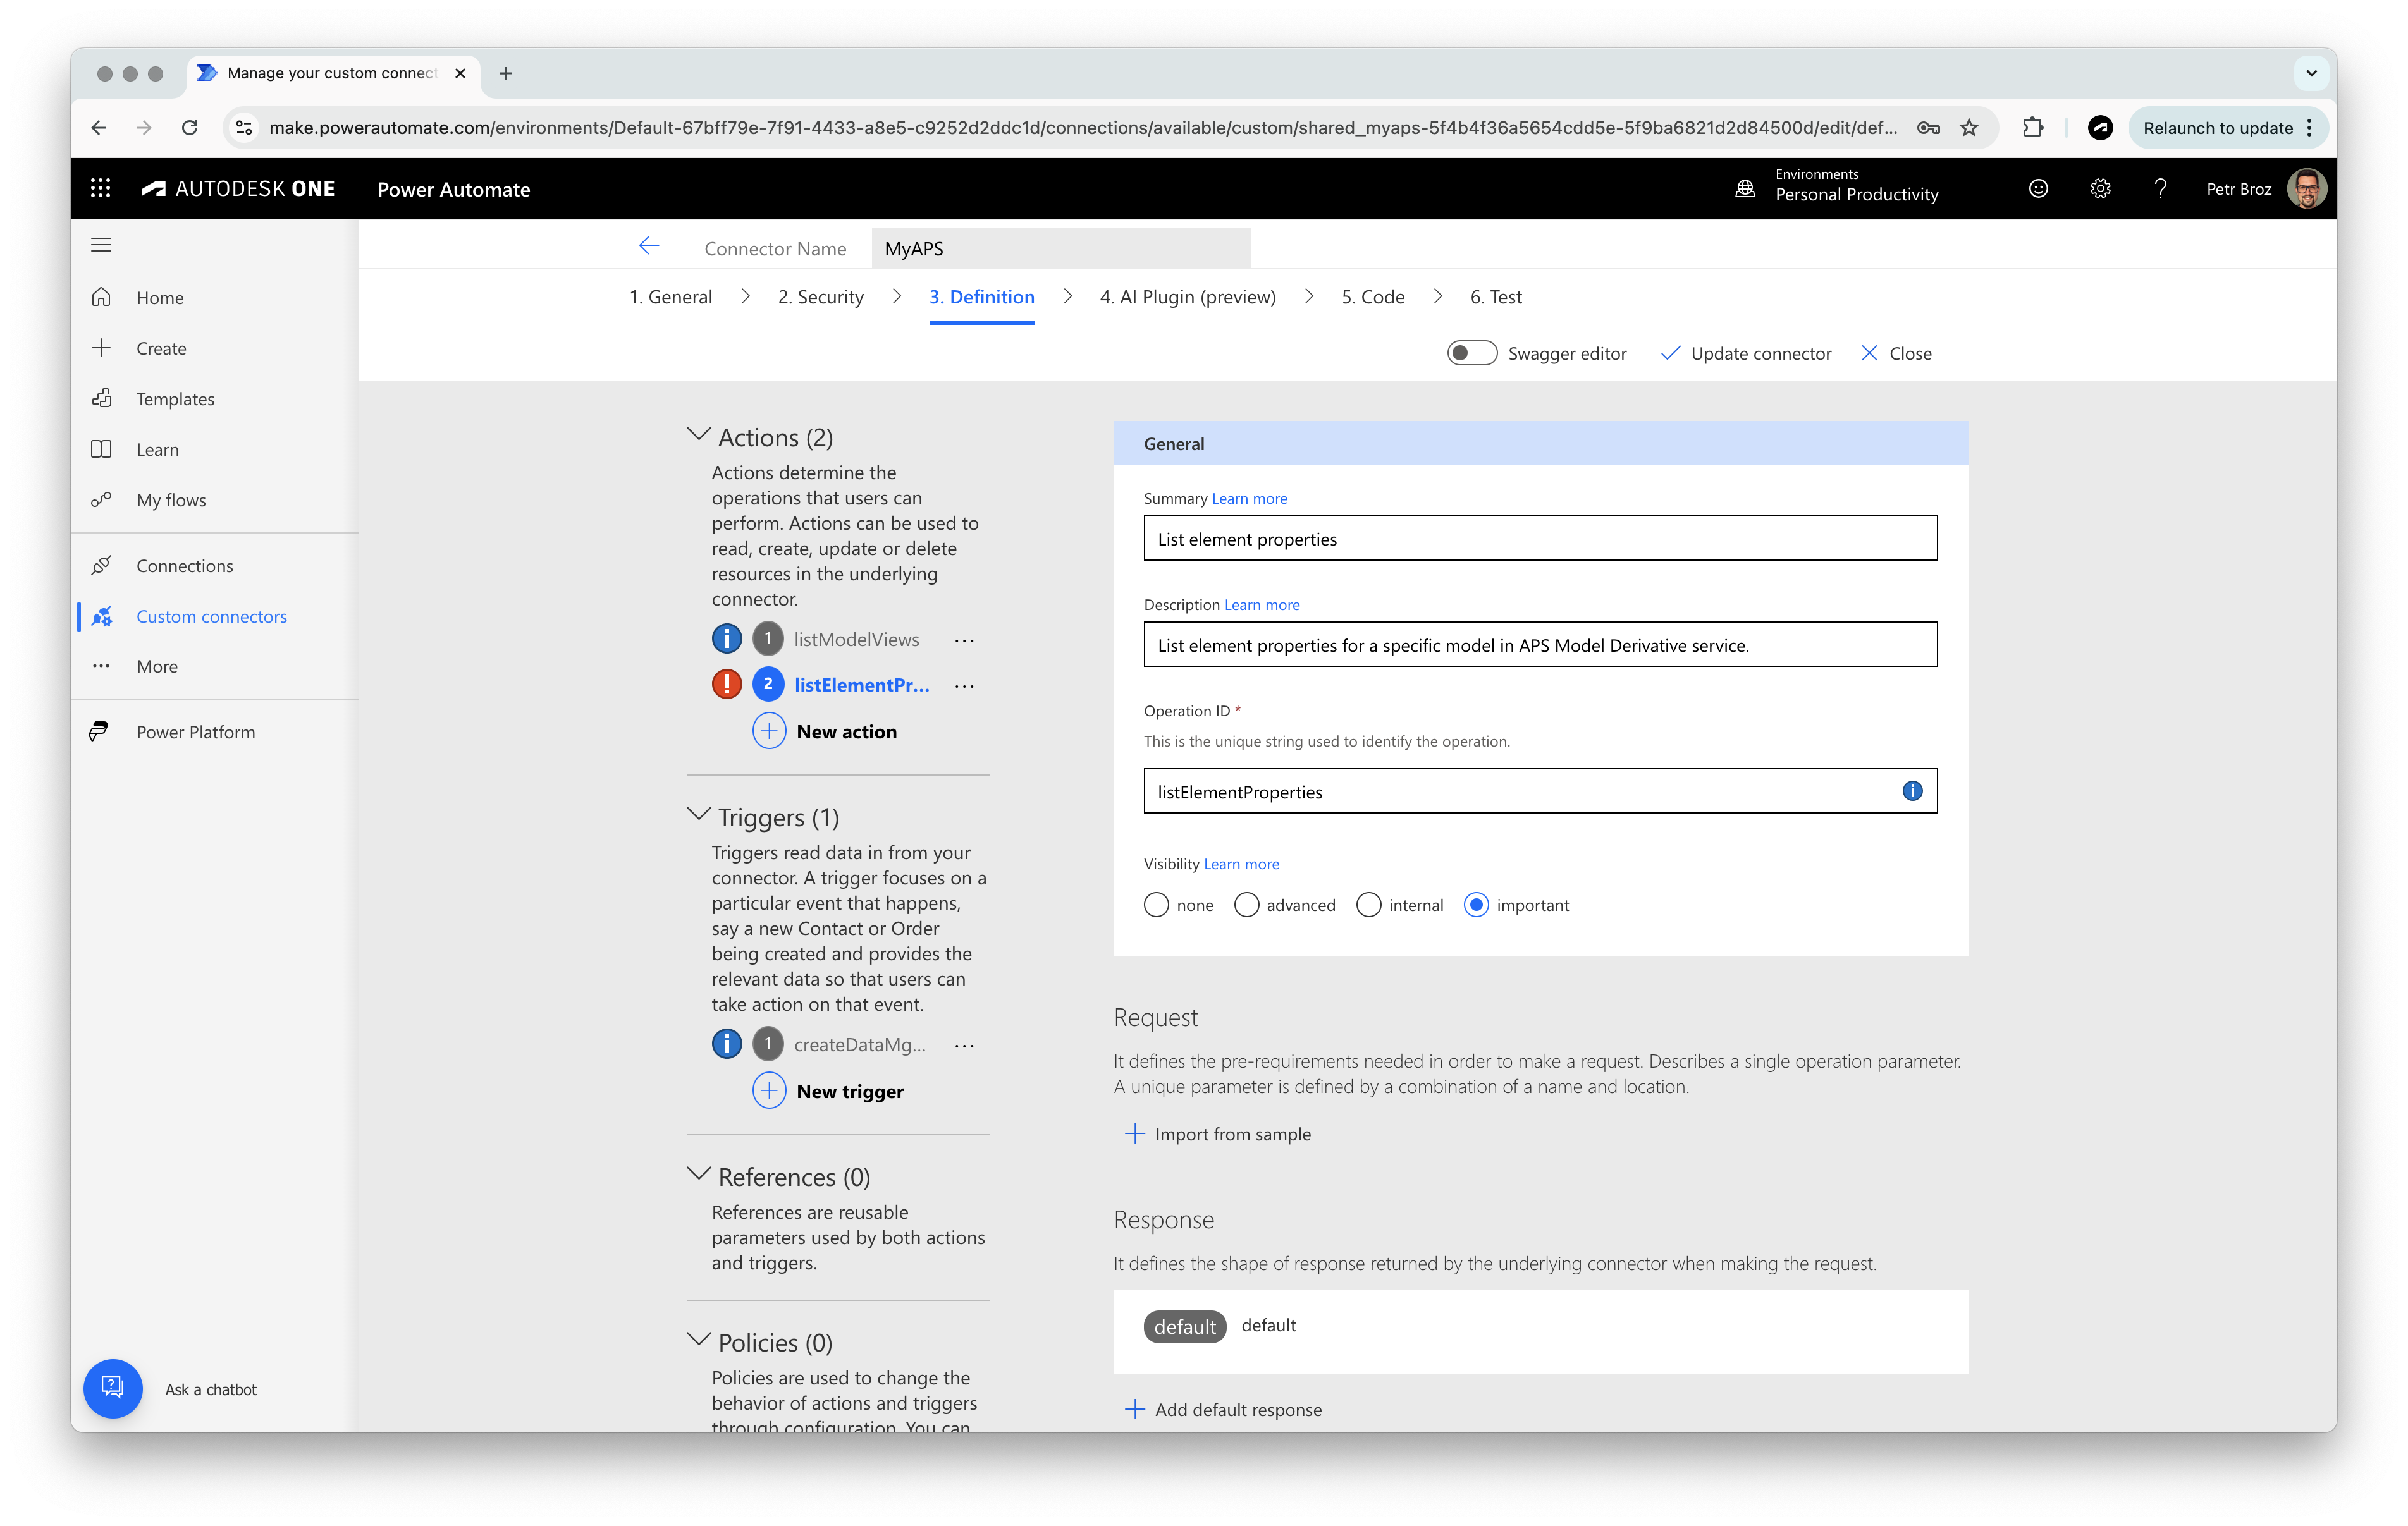 Manage your custom connect
make.powerautomate.com/environments/Default-67bff79e-7f91-4433-a8e5-c9252d2ddc1d/connections/available/custom/shared_myaps-5f4b4f36a5654cdd5e-5f9ba6821d2d84500d/edit/def...
Relaunch to update
AUTODESK ONE
Power Automate
Environments
Personal Productivity
Petr Broz
Home
Create
Templates
Learn
My flows
Connections
Custom connectors
More
Power Platform
Ask a chatbot
Connector Name
MyAPS
1. General
2. Security
3. Definition
4. AI Plugin (preview)
5. Code
6. Test
Swagger editor
Update connector
Close
Actions (2)
Actions determine the
operations that users can
perform. Actions can be used to
read, create, update or delete
resources in the underlying
connector.
1 listModelViews ...
2 listElementPr... ...
New action
Triggers (1)
Triggers read data in from your
connector. A trigger focuses on a
particular event that happens,
say a new Contact or Order
being created and provides the
relevant data so that users can
take action on that event.
1 createDataMg... ...
New trigger
References (0)
References are reusable
parameters used by both actions
and triggers.
Policies (0)
Policies are used to change the
behavior of actions and triggers
through configuration. You can
General
Summary Learn more
List element properties
Description Learn more
List element properties for a specific model in APS Model Derivative service.
Operation ID *
This is the unique string used to identify the operation.
listElementProperties
Visibility Learn more
none
advanced
internal
important
Request
It defines the pre-requirements needed in order to make a request. Describes a single operation parameter.
A unique parameter is defined by a combination of a name and location.
Import from sample
Response
It defines the shape of response returned by the underlying connector when making the request.
default default
Add default response